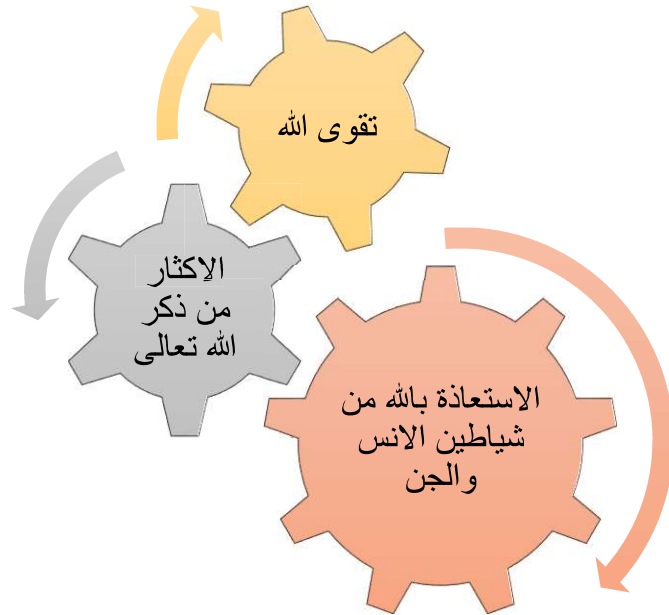 تقوى الله
الإكثار
من ذكر
الله تعالى
الاستعاذة بالله من
شياطين الانس
والجن